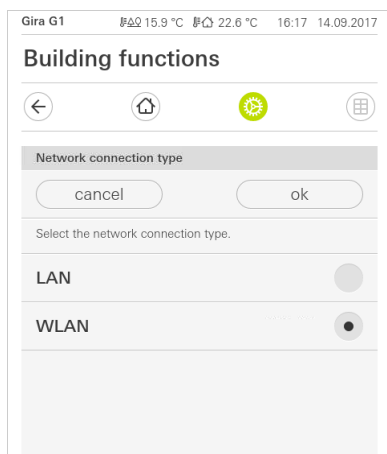 Gira G1 15.9 °C 22.6 °C 16:17 14.09.2017
Building functions
Network connection type
cancel ok
Select the network connection type.
LAN
WLAN